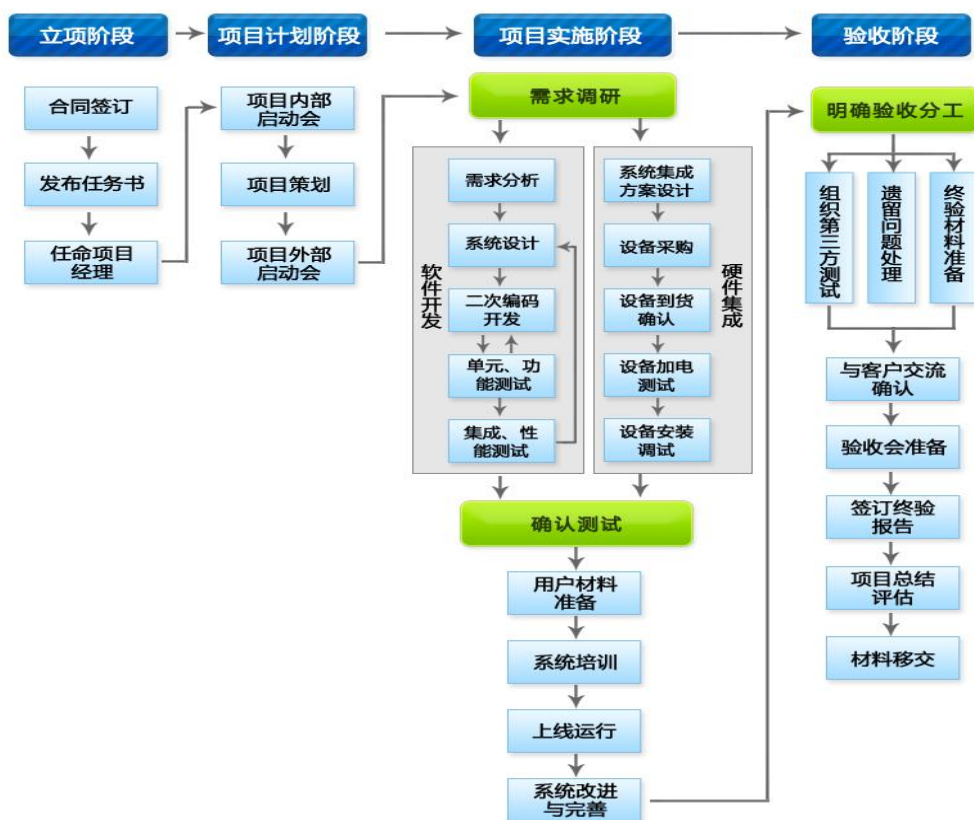 立项阶段
项目计划阶段
项目实施阶段
验收阶段
合同签订
发布任务书
任命项目
经理
项目内部
启动会
项目策划
项目外部
启动会
需求调研
软件开发
需求分析
系统设计
二次编码
开发
单元、功
能测试
集成、性
能测试
系统集成
方案设计
设备采购
设备到货
确认
设备加电
测试
设备安装
调试
硬件集成
确认测试
用户材料
准备
系统培训
上线运行
系统改进
与完善
明确验收分工
组织第三方测试
遗留问题处理
终验材料准备
与客户交流
确认
验收会准备
签订终验
报告
项目总结
评估
材料移交